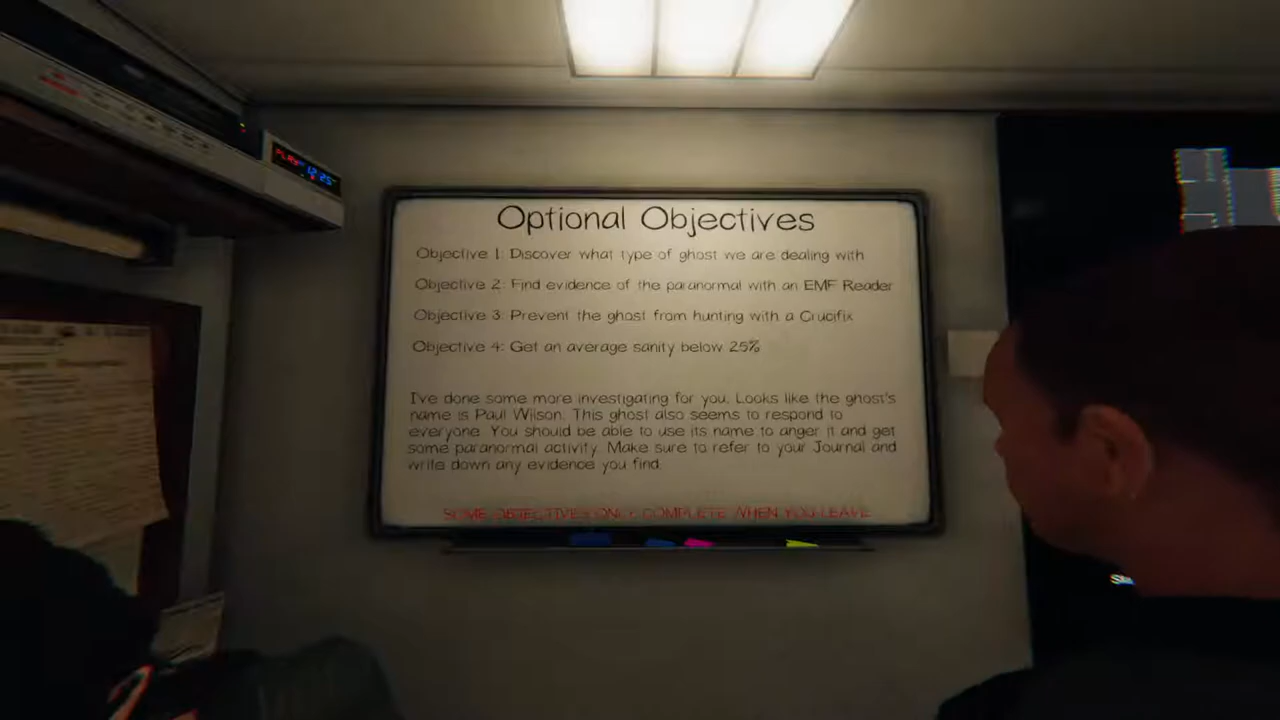 PLAY 12:25
Optional Objectives
Objective 1: Discover what type of ghost we are dealing with
Objective 2: Find evidence of the paranormal with an EMF Reader
Objective 3: Prevent the ghost from hunting with a Crucifix
Objective 4: Get an average sanity below 25%
I've done some more investigating for you. Looks like the ghost's
name is Paul Wilson. This ghost also seems to respond to
everyone. You should be able to use its name to anger it and get
some paranormal activity. Make sure to refer to your Journal and
write down any evidence you find.
SOME OBJECTIVES ONLY COMPLETE WHEN YOU LEAVE